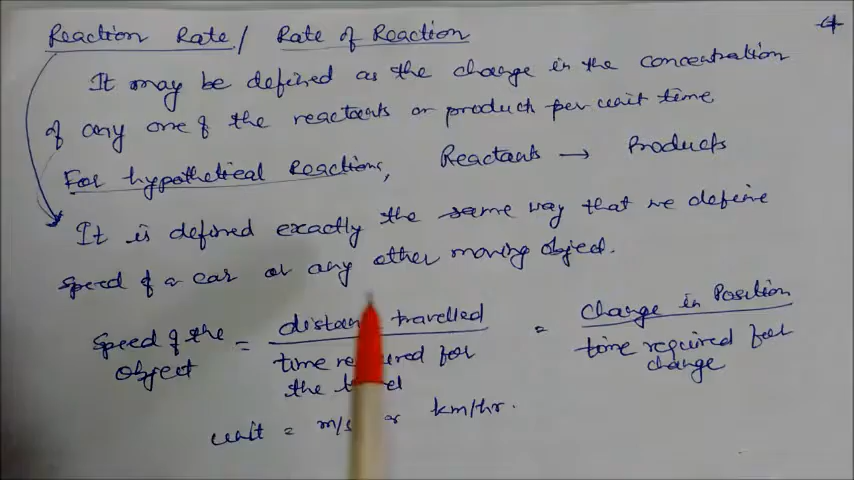 Reaction Rate / Rate of Reaction 4
It may be defined as the change in the concentration
of any one of the reactants or product per unit time
For hypothetical Reactions, Reactants → Products
It is defined exactly the same way that we define
speed of a car or any other moving object.
Speed of the object = distan travelled / time required for the t el = Change in Position / time required for change
unit = m/s or km/hr.